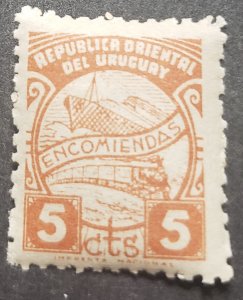 REPUBLICA ORIENTAL
DEL URUGUAY
ENCOMIENDAS
5 cts 5
IMPRENTA NACIONAL